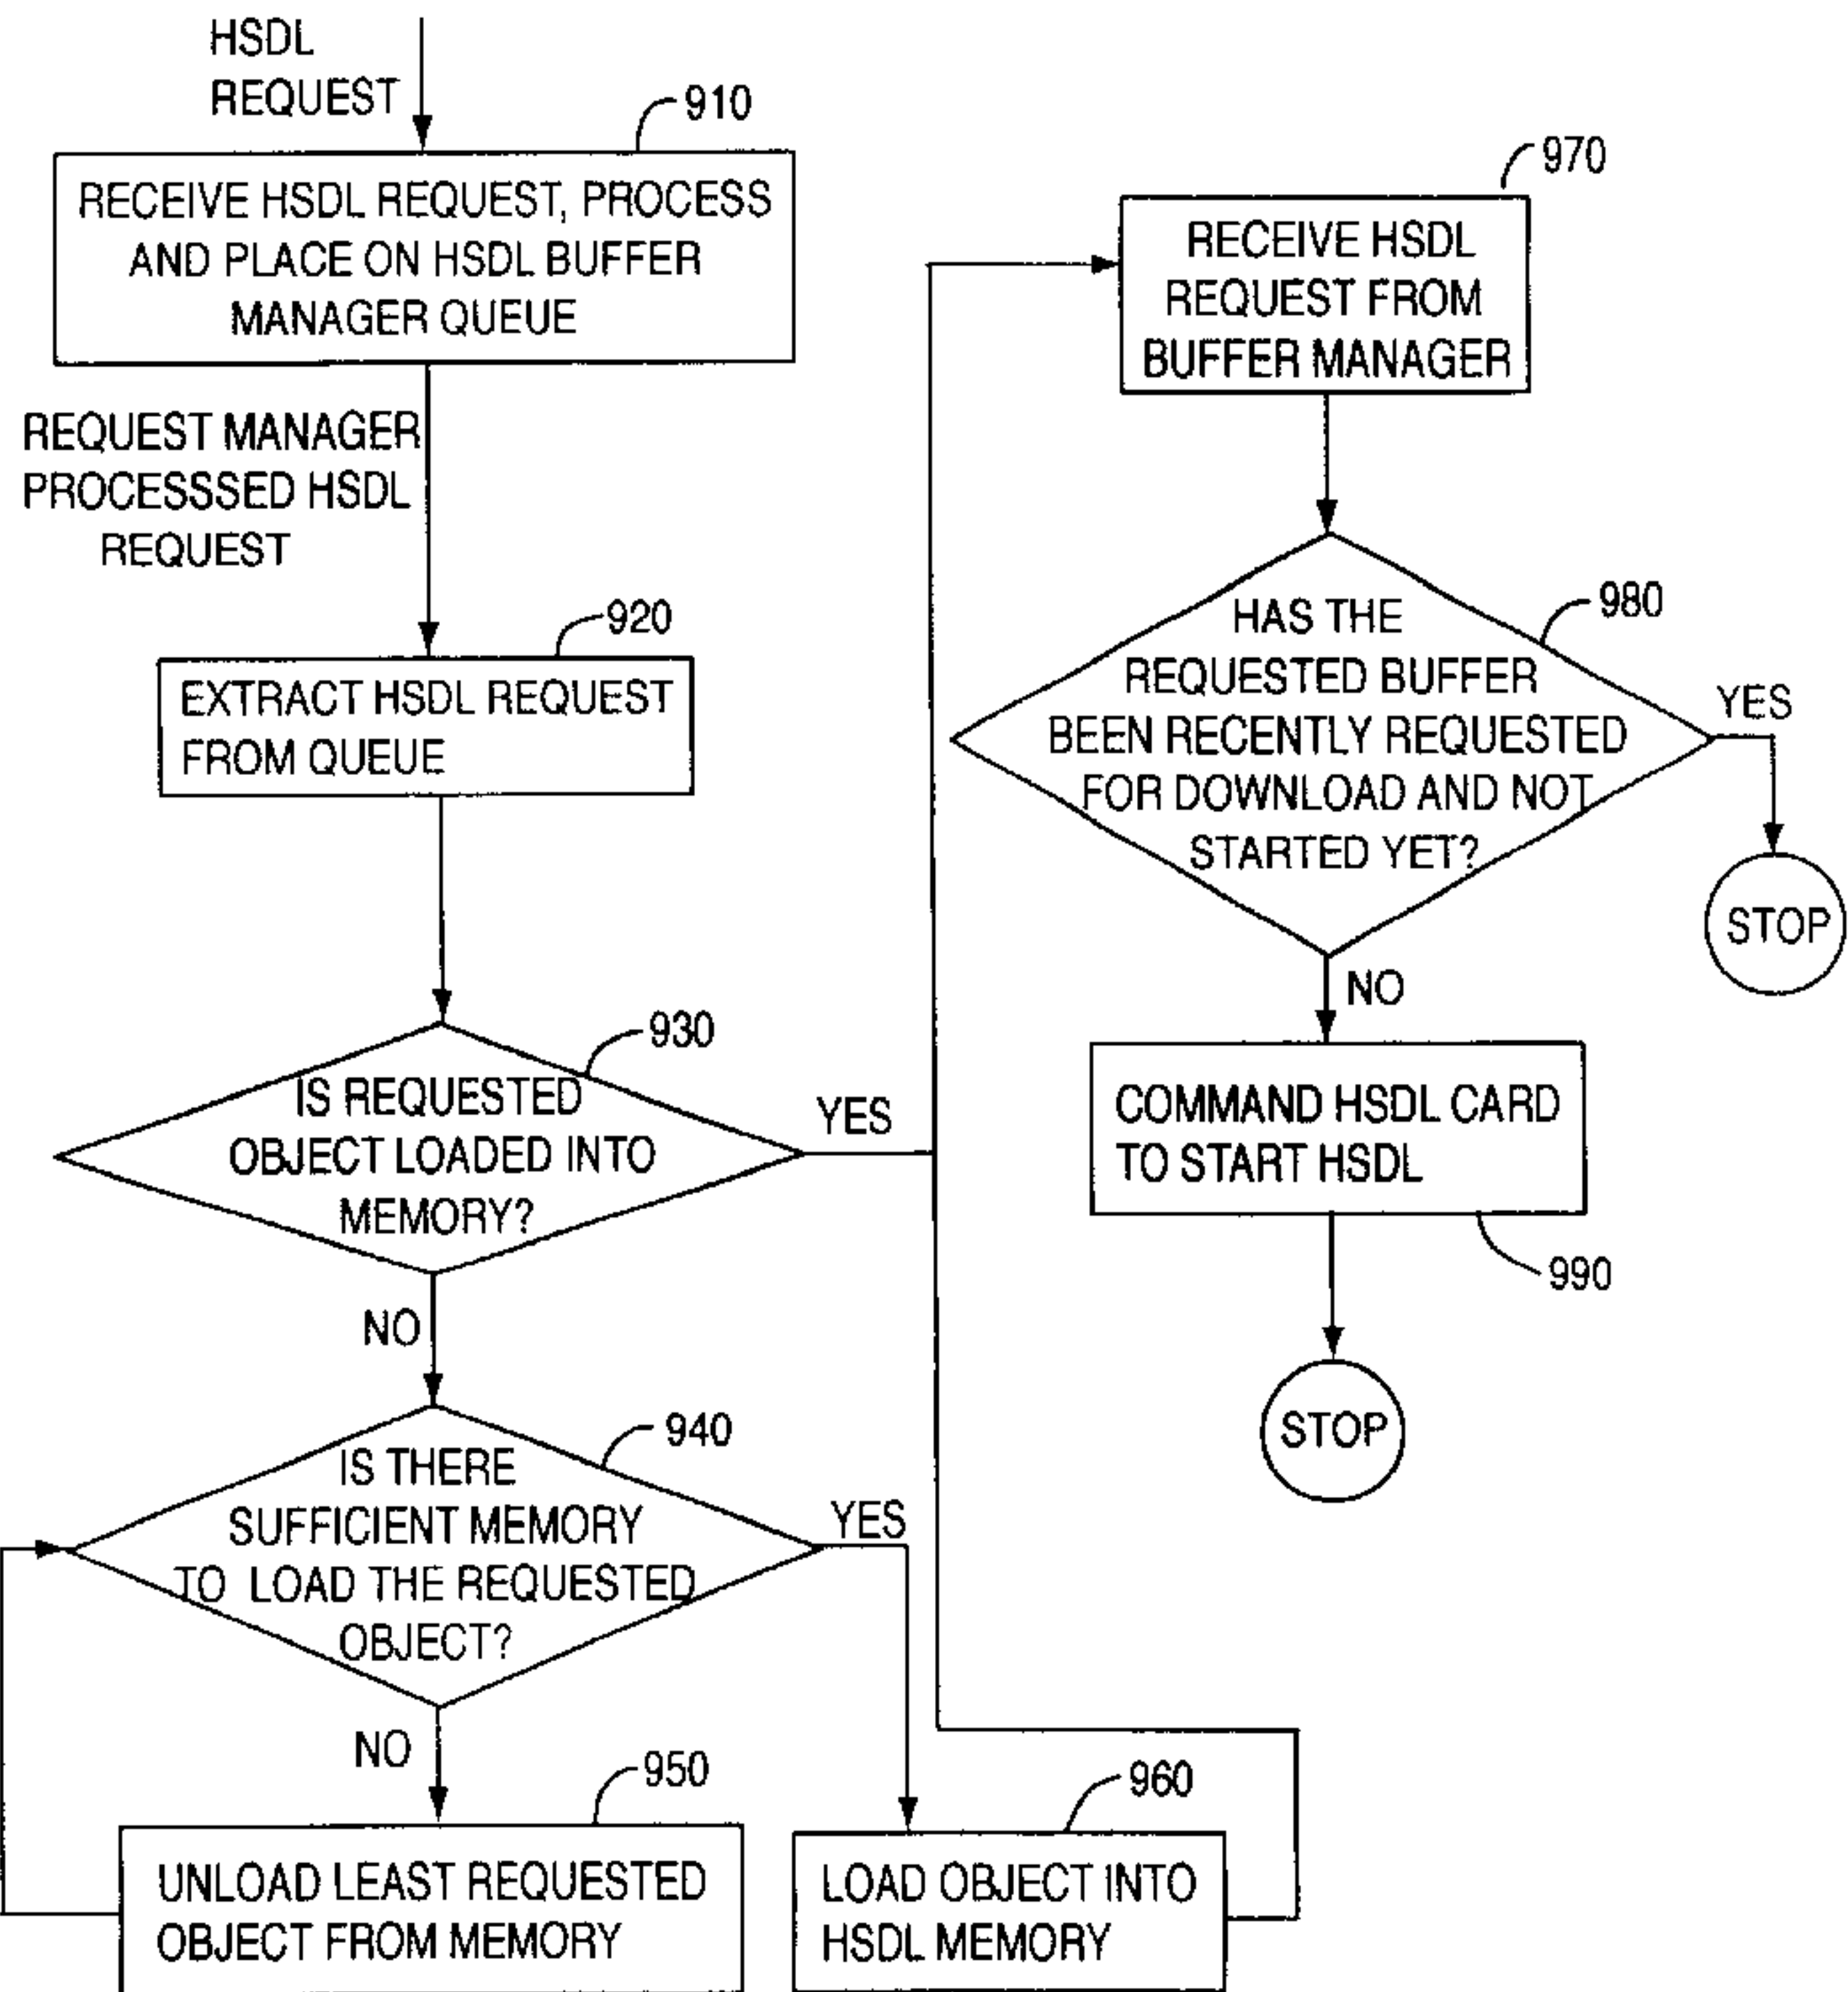 HSDL
REQUEST
910
RECEIVE HSDL REQUEST, PROCESS
AND PLACE ON HSDL BUFFER
MANAGER QUEUE
REQUEST MANAGER
PROCESSSED HSDL
REQUEST
920
EXTRACT HSDL REQUEST
FROM QUEUE
930
IS REQUESTED
OBJECT LOADED INTO
MEMORY?
YES
NO
940
IS THERE
SUFFICIENT MEMORY
TO LOAD THE REQUESTED
OBJECT?
YES
NO
950
UNLOAD LEAST REQUESTED
OBJECT FROM MEMORY
960
LOAD OBJECT INTO
HSDL MEMORY
970
RECEIVE HSDL
REQUEST FROM
BUFFER MANAGER
980
HAS THE
REQUESTED BUFFER
BEEN RECENTLY REQUESTED
FOR DOWNLOAD AND NOT
STARTED YET?
YES
STOP
NO
COMMAND HSDL CARD
TO START HSDL
990
STOP